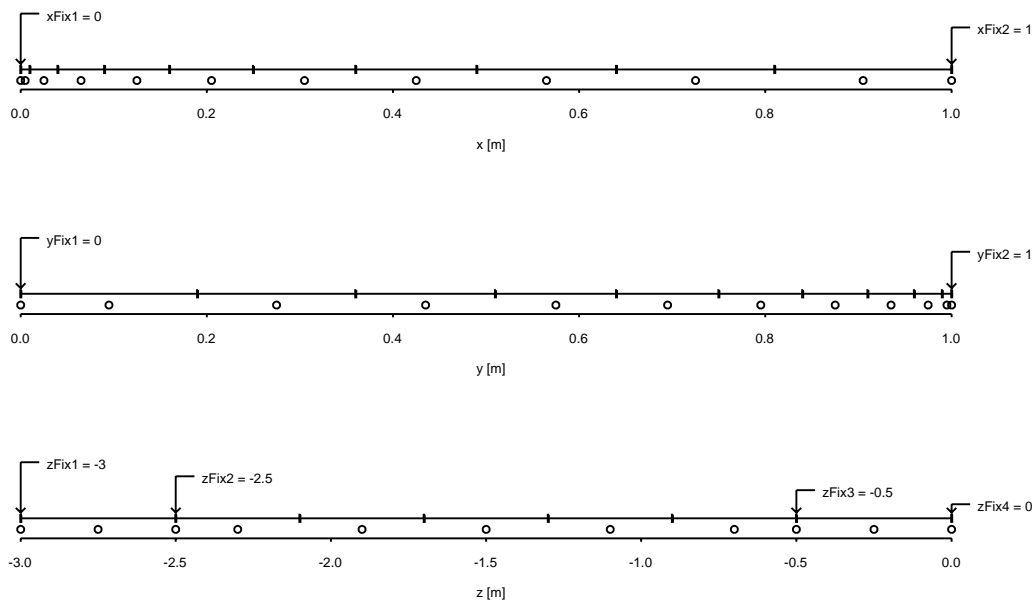 xFix1 = 0
xFix2 = 1
0.0 0.2 0.4 0.6 0.8 1.0
x [m]
yFix1 = 0
yFix2 = 1
0.0 0.2 0.4 0.6 0.8 1.0
y [m]
zFix1 = -3
zFix2 = -2.5
zFix3 = -0.5
zFix4 = 0
-3.0 -2.5 -2.0 -1.5 -1.0 -0.5 0.0
z [m]